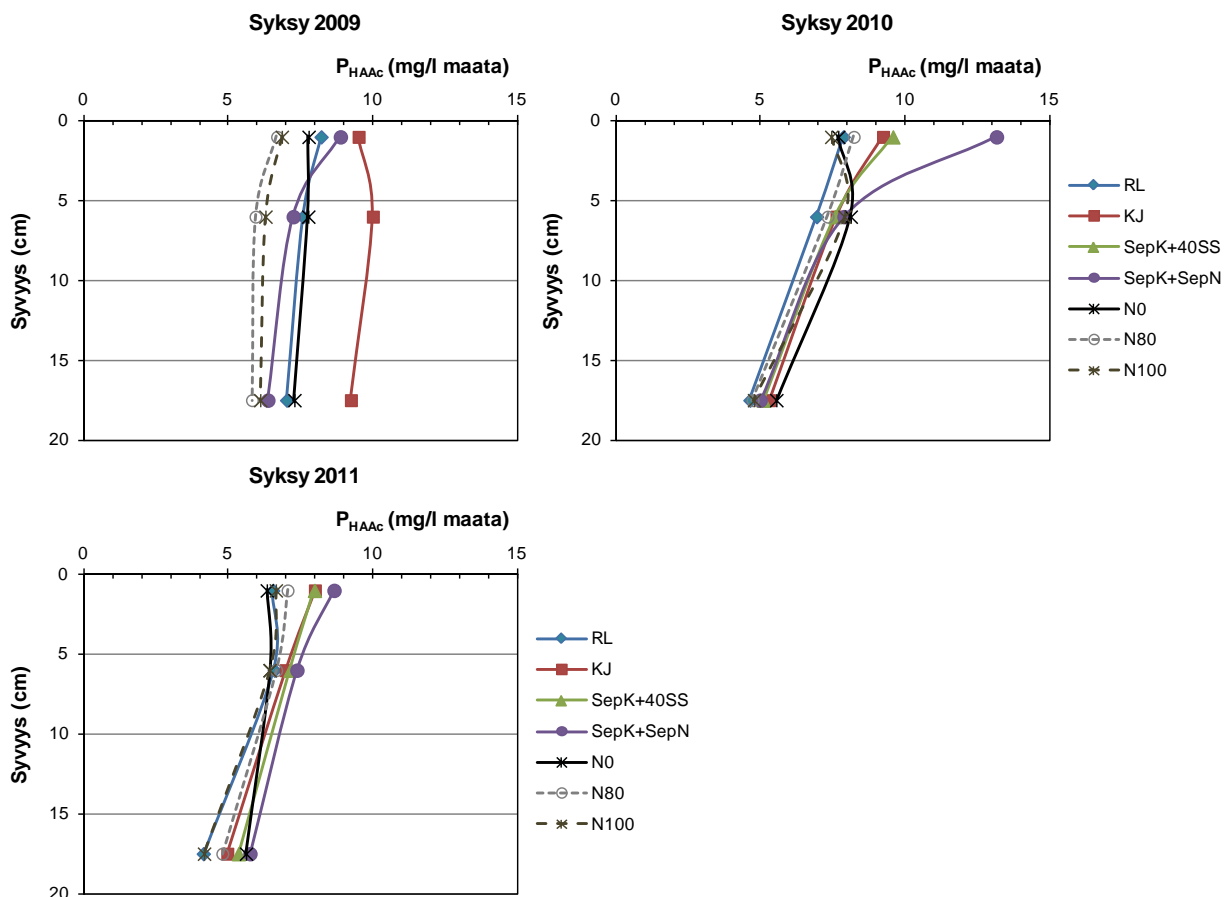 Syksy 2009
P_HAAc (mg/l maata)
0 5 10 15
0
5
10
15
20
Syvyys (cm)
Syksy 2010
P_HAAc (mg/l maata)
0 5 10 15
0
5
10
15
20
Syvyys (cm)
RL
KJ
SepK+40SS
SepK+SepN
N0
N80
N100
Syksy 2011
P_HAAc (mg/l maata)
0 5 10 15
0
5
10
15
20
Syvyys (cm)
RL
KJ
SepK+40SS
SepK+SepN
N0
N80
N100